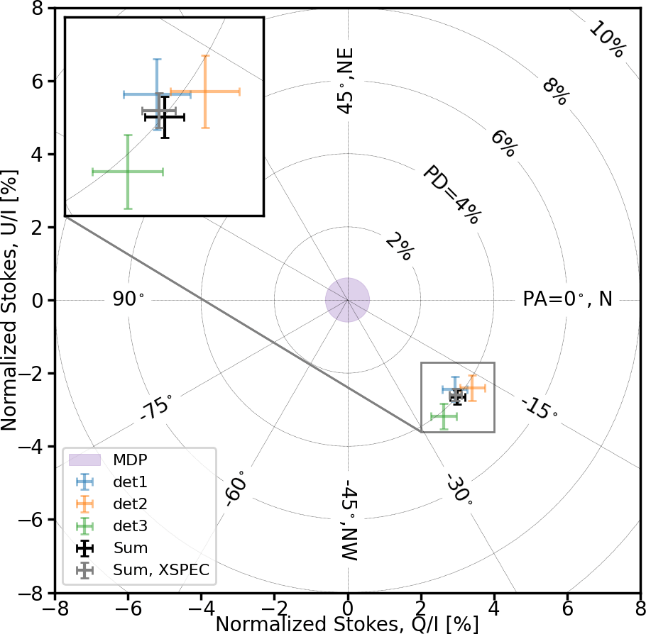 8
6
4
2
0
−2
−4
−6
−8
Normalized Stokes, U/I [%]
10%
8%
6%
PD=4%
2%
45°,NE
90°
PA=0°, N
-75°
-15°
-60°
-45°,NW
-30°
MDP
det1
det2
det3
Sum
Sum, XSPEC
−8
−6
−4
−2
0
2
4
6
8
Normalized Stokes, Q/I [%]